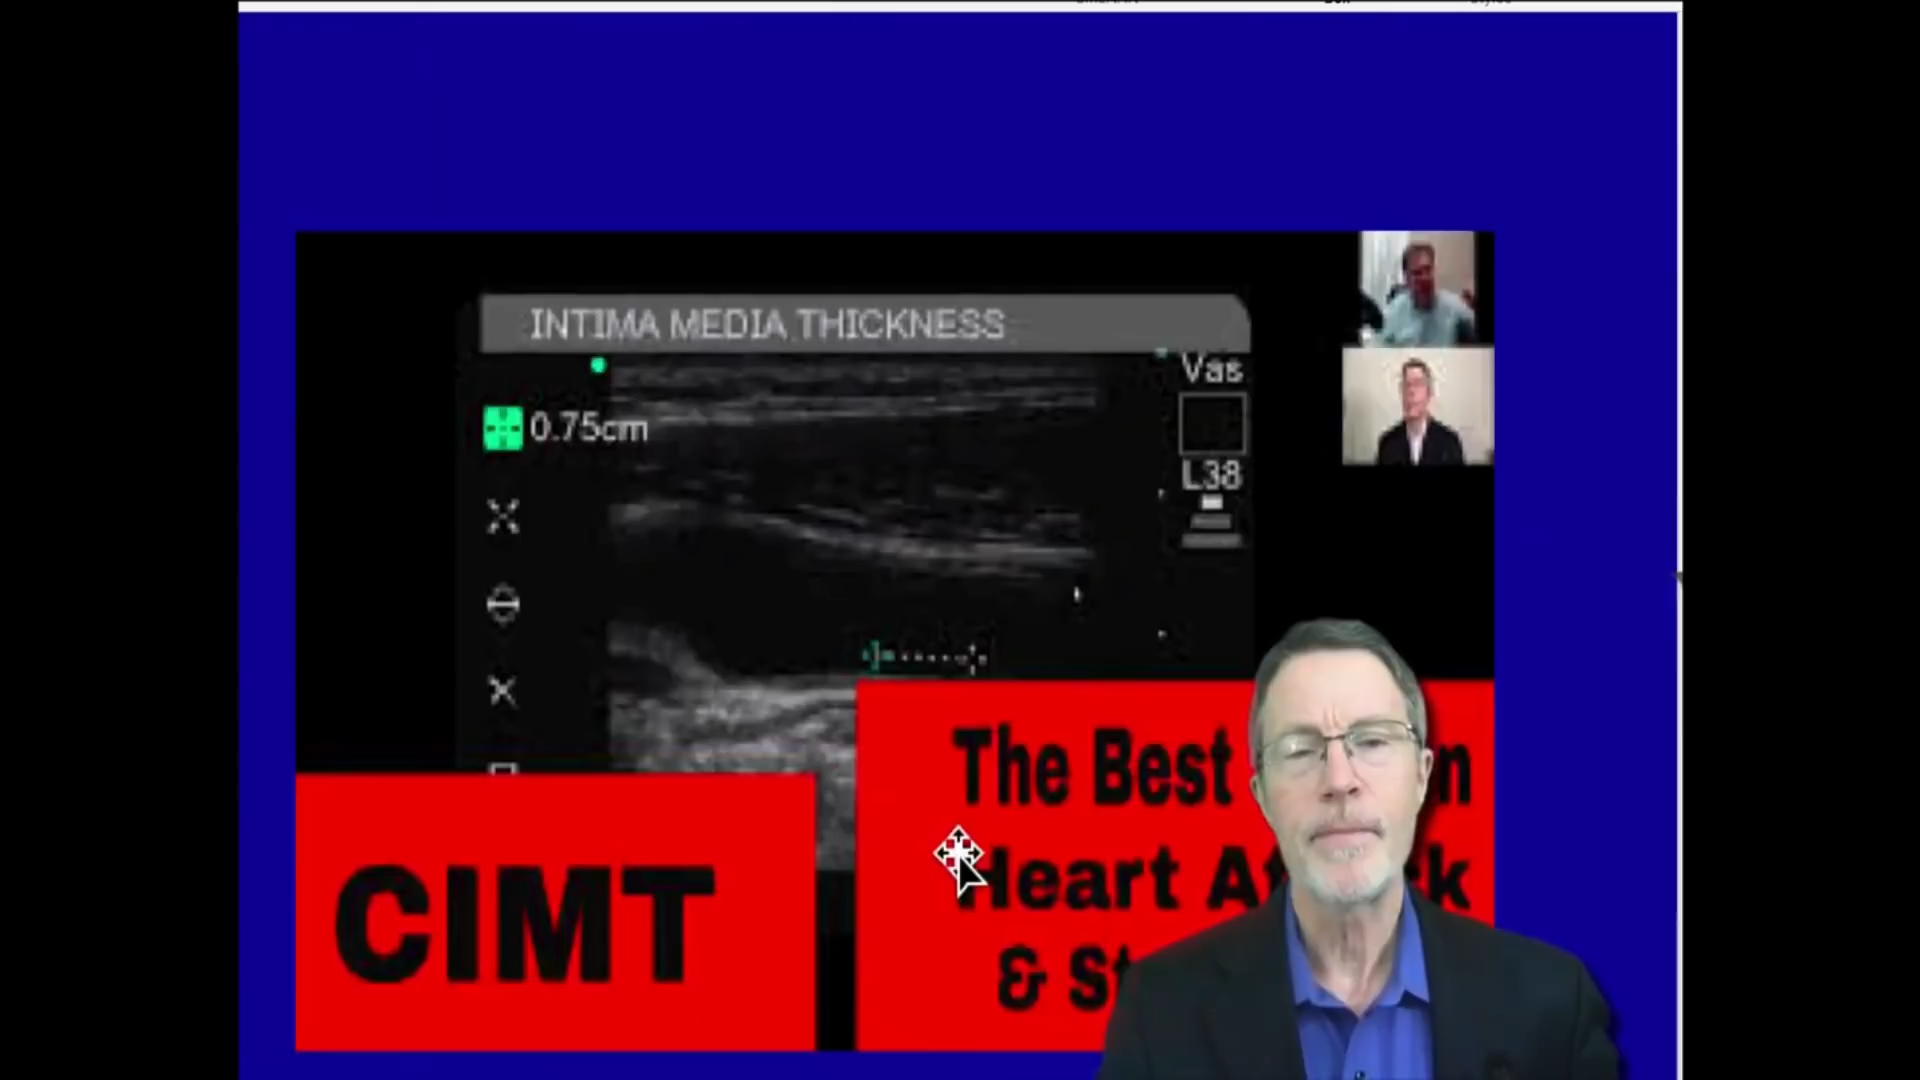 INTIMA MEDIA THICKNESS
Vas
0.75cm
L38
The Best
Heart
& St
CIMT